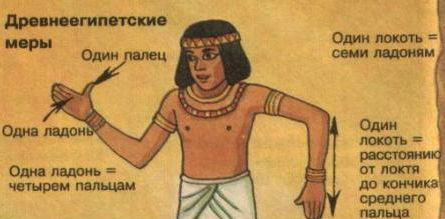 Древнеегипетские
меры
Один палец
Одна ладонь
Одна ладонь =
четырем пальцам
Один локоть =
семи ладоням
Один
локоть =
расстоянию
от локтя
до кончика
среднего
пальца